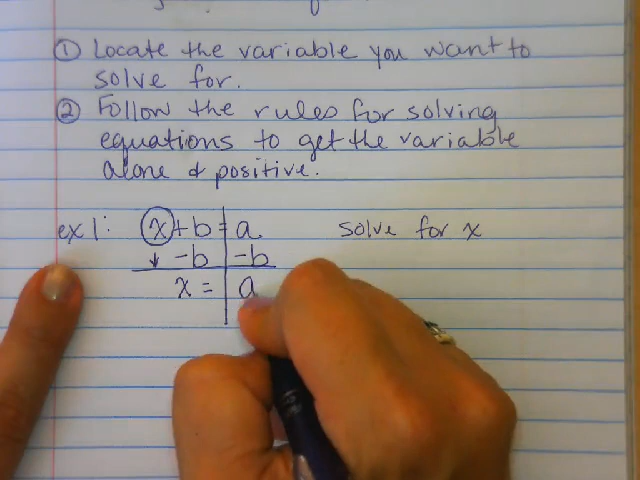 ① Locate the variable you want to
solve for.
② Follow the rules for solving
equations to get the variable
alone & positive.
ex 1: x + b = a solve for x
↓ -b -b
x = a